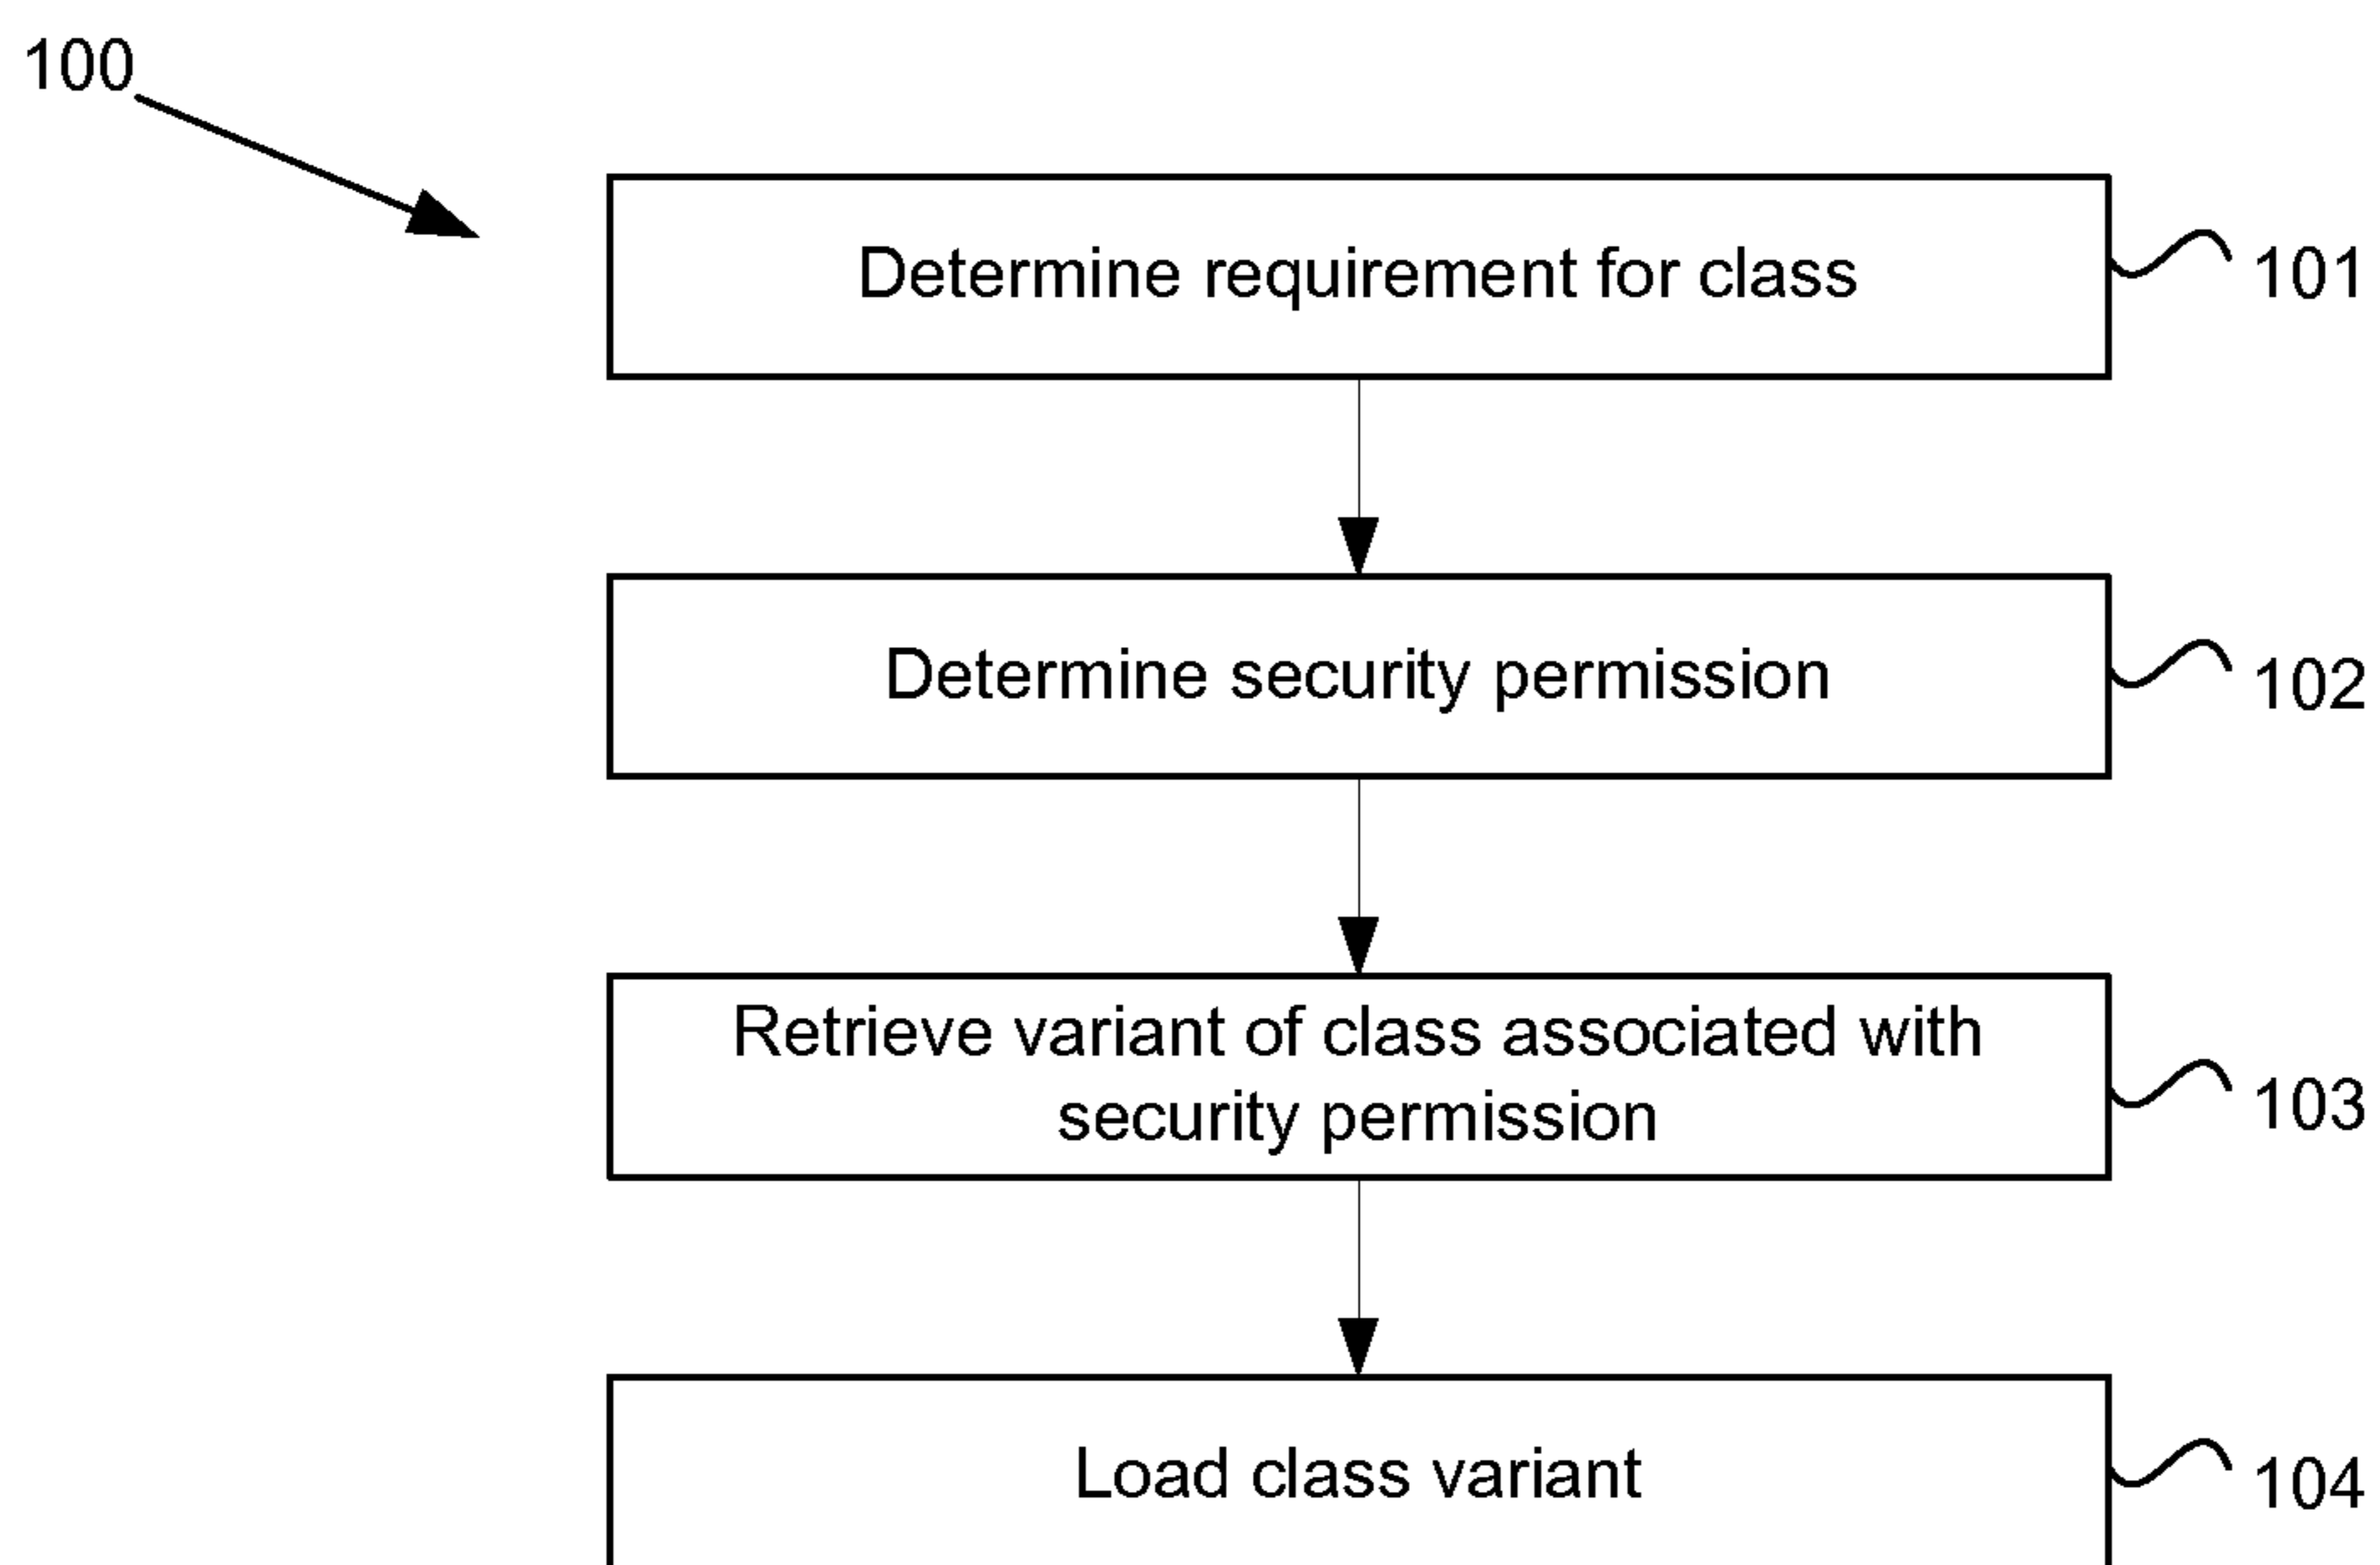 100
Determine requirement for class
101
Determine security permission
102
Retrieve variant of class associated with
security permission
103
Load class variant
104